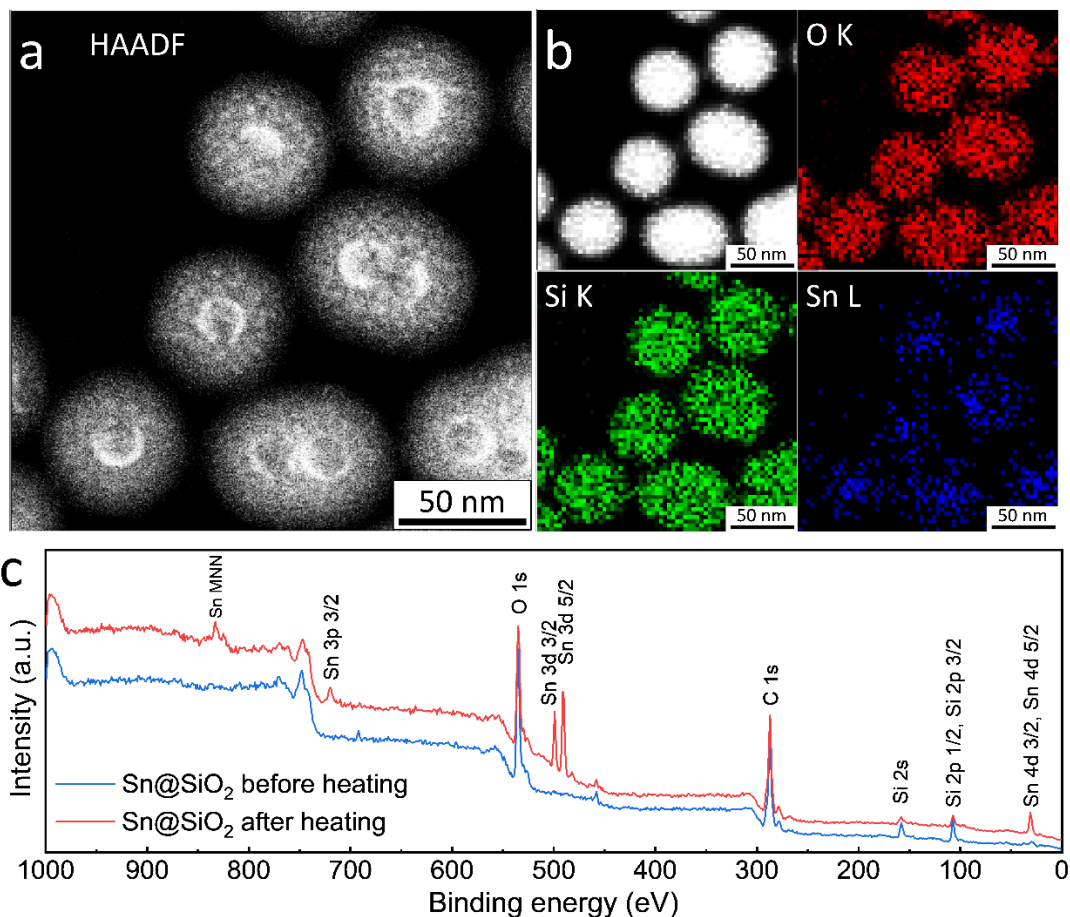 a
HAADF
50 nm
b
50 nm
O K
50 nm
Si K
50 nm
Sn L
50 nm
c
Intensity (a.u.)
Sn MNN
Sn 3p 3/2
O 1s
Sn 3d 3/2
Sn 3d 5/2
C 1s
Si 2s
Si 2p 1/2, Si 2p 3/2
Sn 4d 3/2, Sn 4d 5/2
Sn@SiO₂ before heating
Sn@SiO₂ after heating
1000 900 800 700 600 500 400 300 200 100 0
Binding energy (eV)